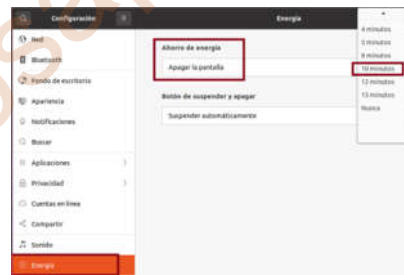 Configuración
Energía
Red
Bluetooth
Fondo de escritorio
Apariencia
Notificaciones
Buscar
Aplicaciones
Privacidad
Cuentas en línea
Compartir
Sonido
Energía
Ahorro de energía
Apagar la pantalla
Botón de suspender y apagar
Suspender automáticamente
4 minutos
5 minutos
8 minutos
10 minutos
12 minutos
15 minutos
Nunca